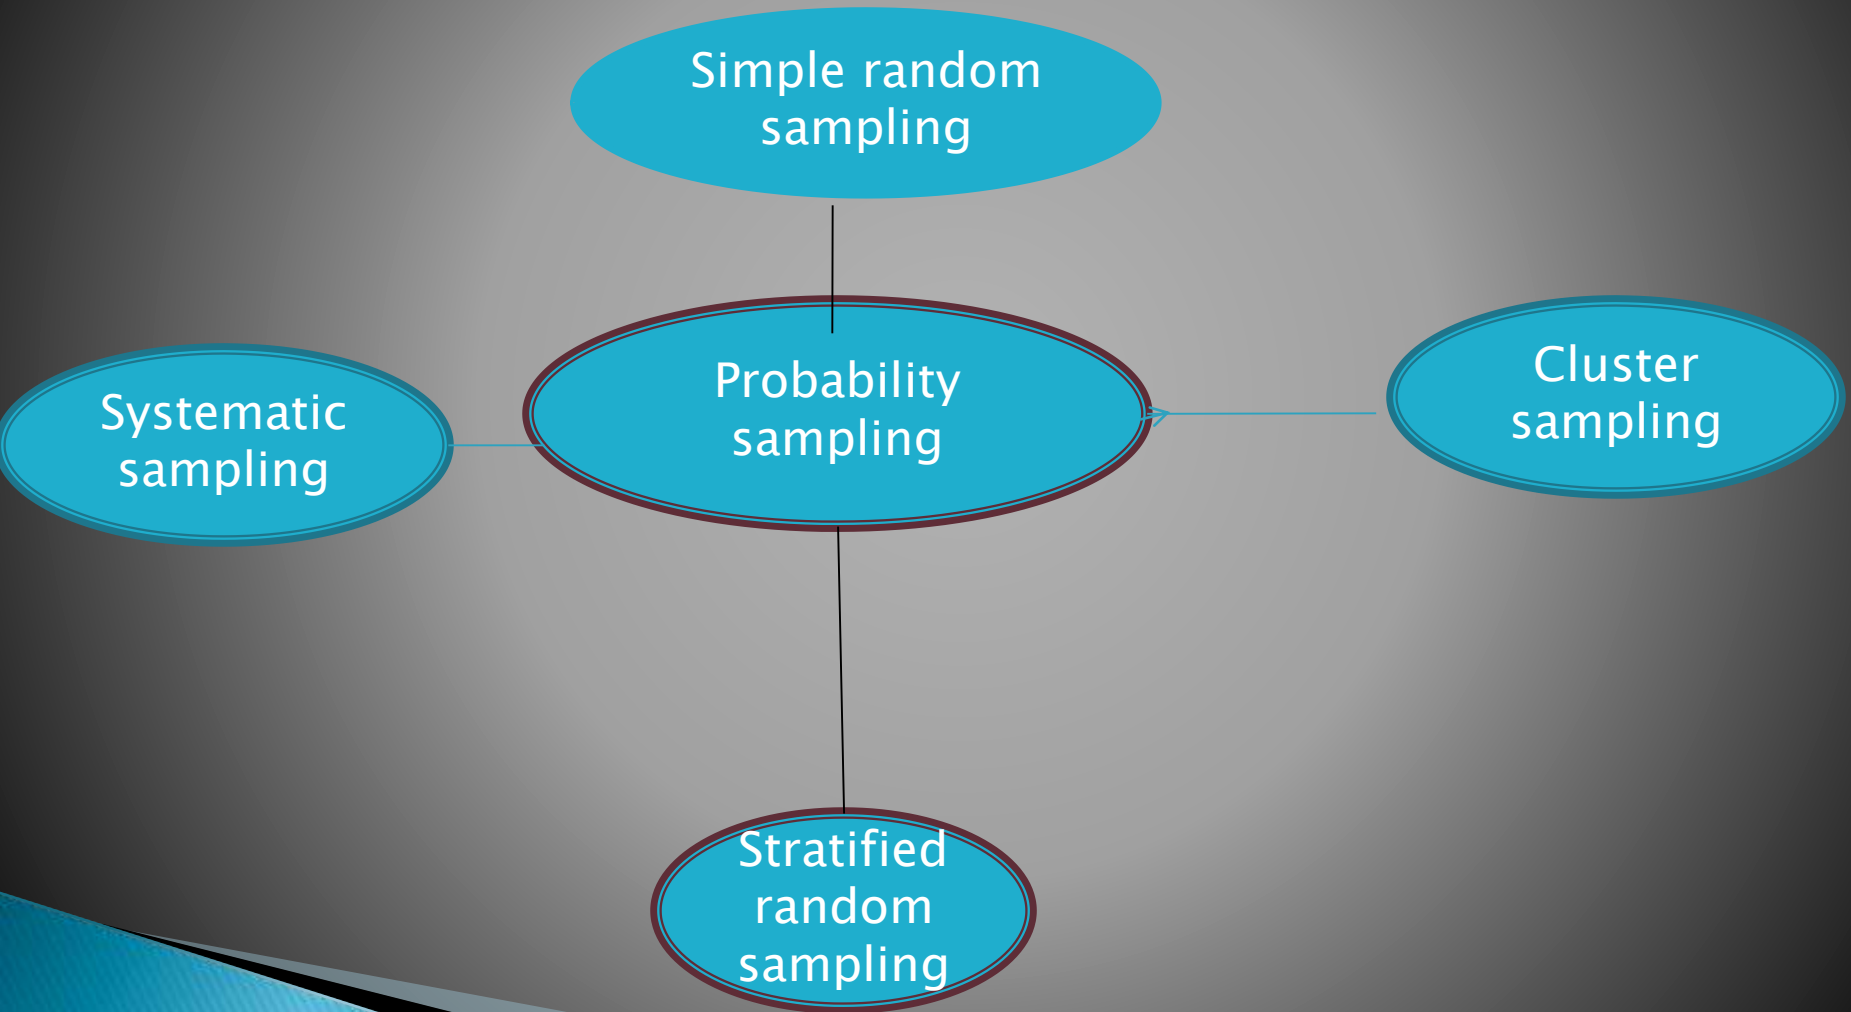 Simple random
sampling
Probability
sampling
Systematic
sampling
Cluster
sampling
Stratified
random
sampling